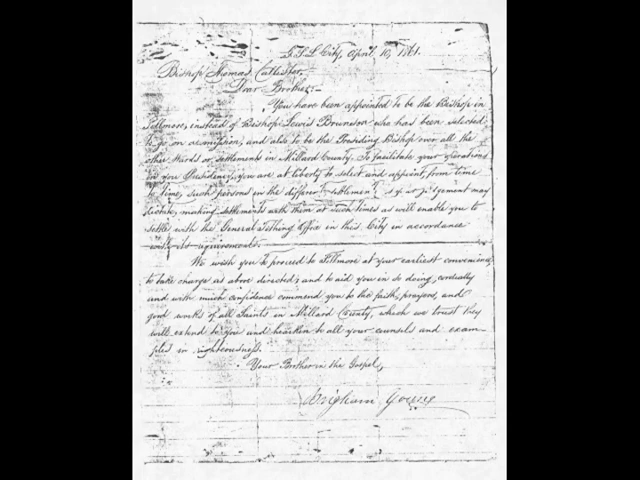 G. S. L. City, April 10, 1861.
Bishop Thomas Callister,
Dear Brother:—
You have been appointed to be the Bishop in
Fillmore, instead of Bishop Lewis Brunson who has been selected
to go on a mission, and also to be the Presiding Bishop over all the
other Wards or settlements in Millard County. To facilitate your operations
in your Presidency, you are at liberty to select and appoint, from time
to time, such persons in the different settlements as your judgement may
dictate, making settlements with them at such times as will enable you to
settle with the General Tithing Office in this City in accordance
with its requirements.
We wish you to proceed to Fillmore at your earliest convenience
to take charge as above directed; and to aid you in so doing, cordially
and with much confidence commend you to the faith, prayers, and
good works of all Saints in Millard County, which we trust they
will extend to you and hearken to all your counsels and exam-
ples in righteousness.
Your Brother in the Gospel,
Brigham Young